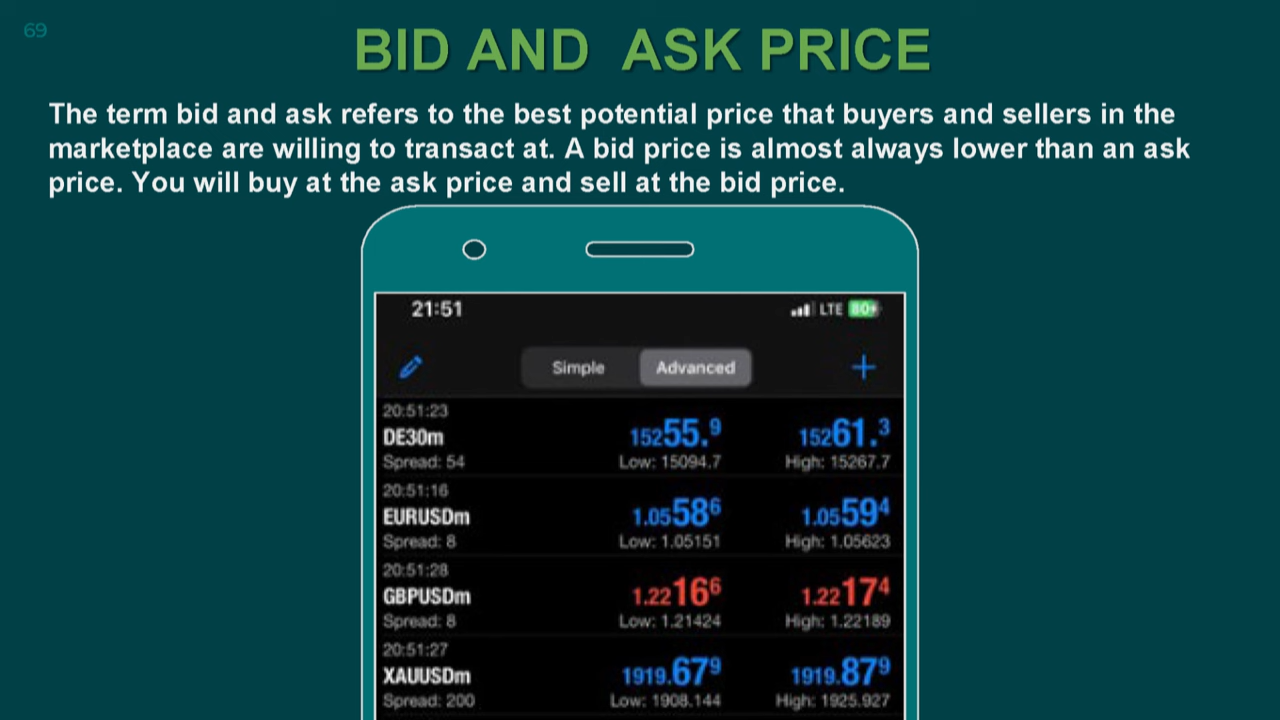 69
BID AND ASK PRICE
The term bid and ask refers to the best potential price that buyers and sellers in the
marketplace are willing to transact at. A bid price is almost always lower than an ask
price. You will buy at the ask price and sell at the bid price.
21:51 LTE 80
Simple Advanced
20:51:23
DE30m 15255.9 15261.3
Spread: 54 Low: 15094.7 High: 15267.7
20:51:16
EURUSDm 1.05586 1.05594
Spread: 8 Low: 1.05151 High: 1.05623
20:51:28
GBPUSDm 1.22166 1.22174
Spread: 8 Low: 1.21424 High: 1.22189
20:51:27
XAUUSDm 1919.679 1919.879
Spread: 200 Low: 1908.144 High: 1925.927